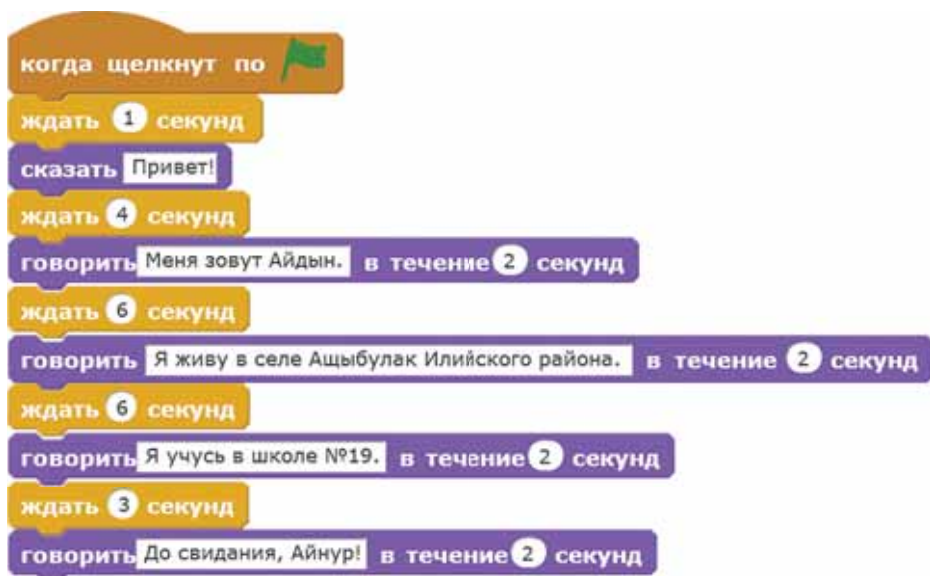 когда щелкнут по
ждать 1 секунд
сказать Привет!
ждать 4 секунд
говорить Меня зовут Айдын. в течение 2 секунд
ждать 6 секунд
говорить Я живу в селе Ащыбулак Илийского района. в течение 2 секунд
ждать 6 секунд
говорить Я учусь в школе №19. в течение 2 секунд
ждать 3 секунд
говорить До свидания, Айнур! в течение 2 секунд